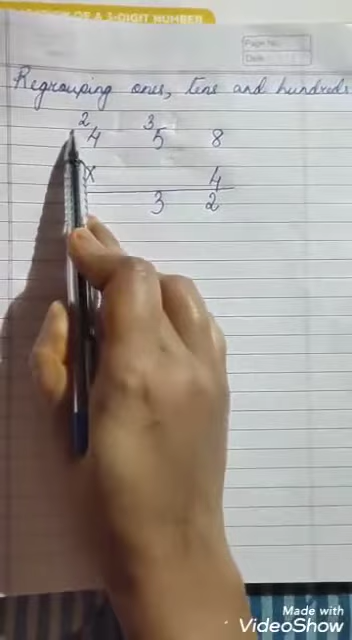 OF A 3-DIGIT NUMBER
Page No.
Date
Regrouping ones, tens and hundreds
2 3
4 5 8
x 4
3 2
Made with
VideoShow